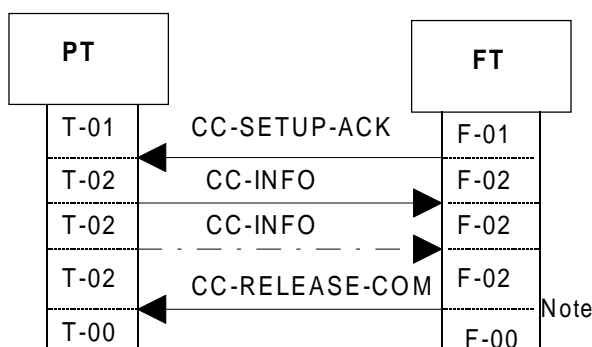 PT
FT
T-01 CC-SETUP-ACK F-01
T-02 CC-INFO F-02
T-02 CC-INFO F-02
T-02 CC-RELEASE-COM F-02
Note
T-00 F-00